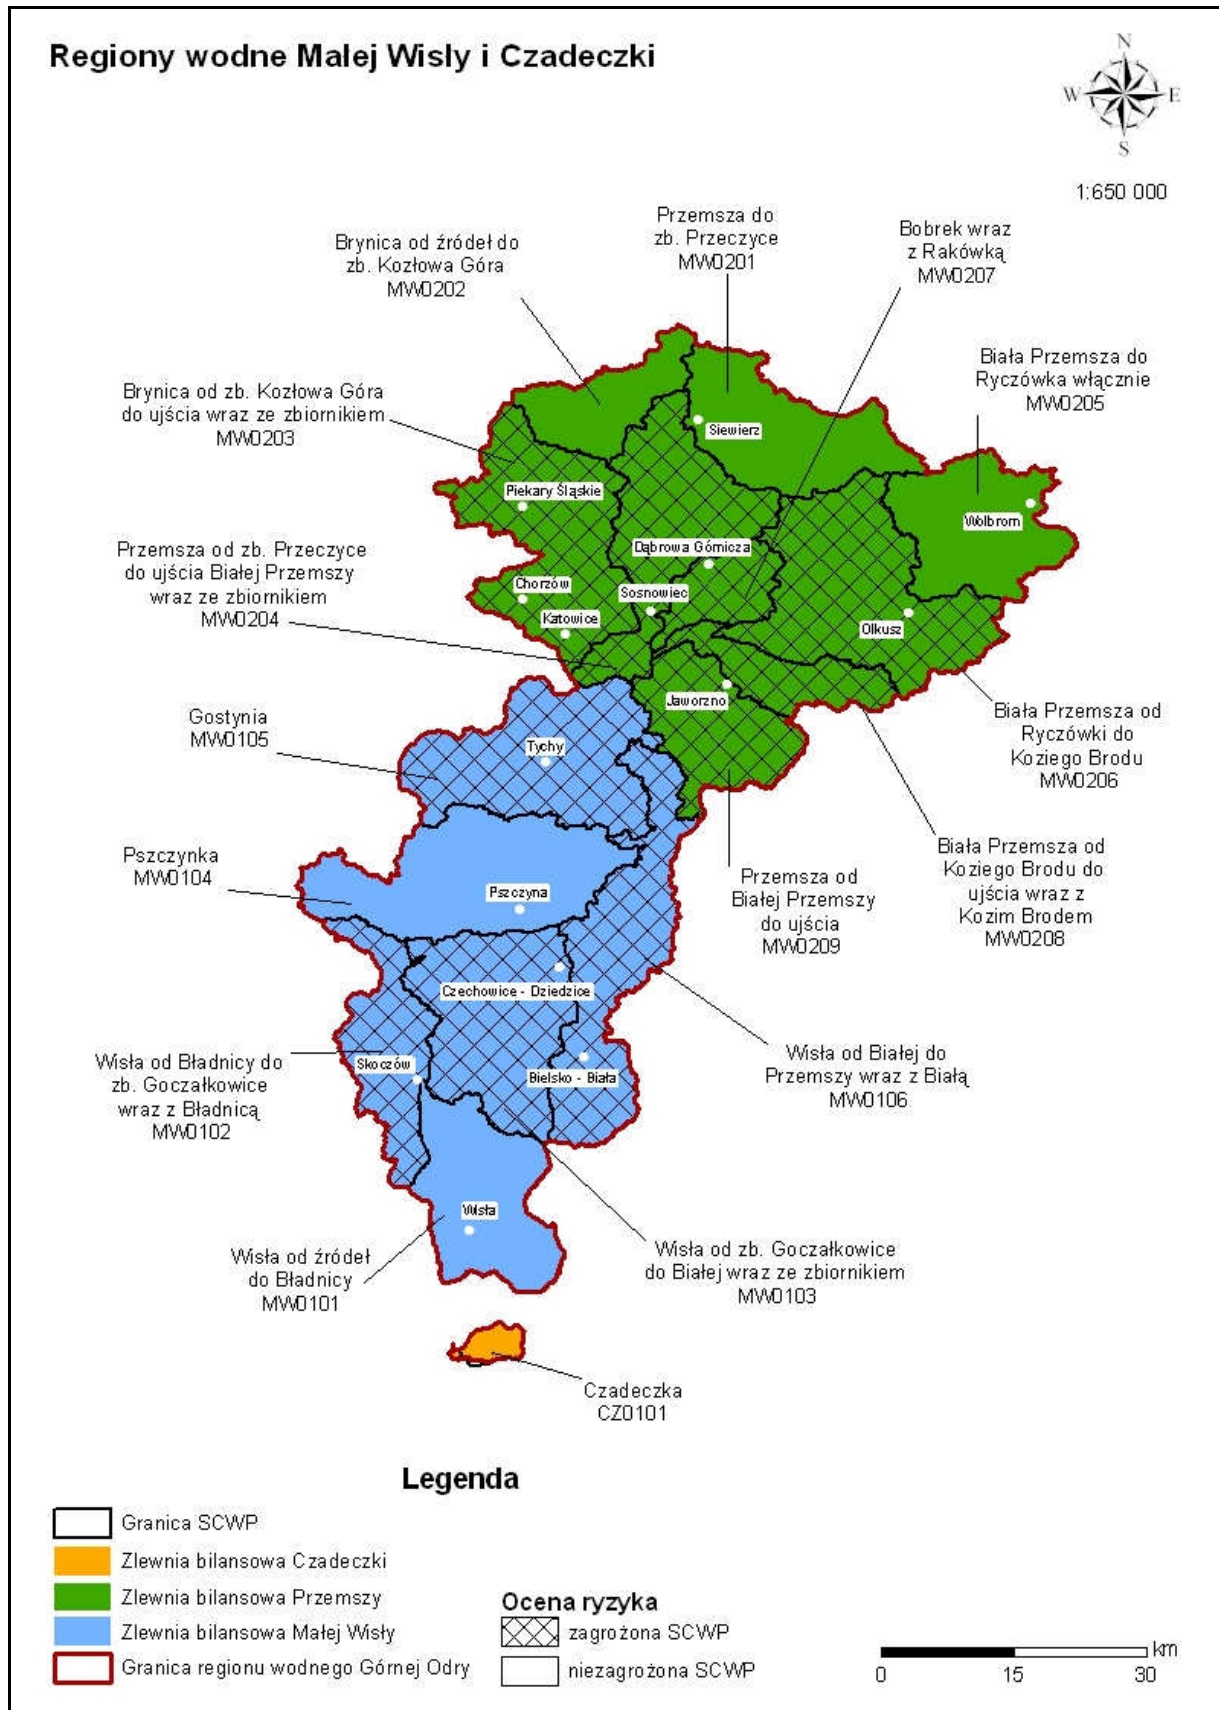 Regiony wodne Małej Wisły i Czadeczki
N
W
E
S
1:650 000
Przemsza do
zb. Przeczyce
MW0201
Bobrek wraz
z Rakówką
MW0207
Brynica od źródeł do
zb. Kozłowa Góra
MW0202
Biała Przemsza do
Ryczówka włącznie
MW0205
Brynica od zb. Kozłowa Góra
do ujścia wraz ze zbiornikiem
MW0203
Siewierz
Piekary Śląskie
Wolbrom
Przemsza od zb. Przeczyce
do ujścia Białej Przemszy
wraz ze zbiornikiem
MW0204
Dąbrowa Górnicza
Chorzów
Sosnowiec
Katowice
Olkusz
Jaworzno
Gostynia
MW0105
Biała Przemsza od
Ryczówki do
Koziego Brodu
MW0206
Tychy
Pszczynka
MW0104
Biała Przemsza od
Koziego Brodu do
ujścia wraz z
Kozim Brodem
MW0208
Przemsza od
Białej Przemszy
do ujścia
MW0209
Pszczyna
Czechowice - Dziedzice
Wisła od Bładnicy do
zb. Goczałkowice
wraz z Bładnicą
MW0102
Skoczów
Bielsko - Biała
Wisła od Białej do
Przemszy wraz z Białą
MW0106
Wisła
Wisła od źródeł
do Bładnicy
MW0101
Wisła od zb. Goczałkowice
do Białej wraz ze zbiornikiem
MW0103
Czadeczka
CZ0101
Legenda
Granica SCWP
Zlewnia bilansowa Czadeczki
Zlewnia bilansowa Przemszy
Zlewnia bilansowa Małej Wisły
Granica regionu wodnego Górnej Odry
Ocena ryzyka
zagrożona SCWP
niezagrożona SCWP
km
0 15 30